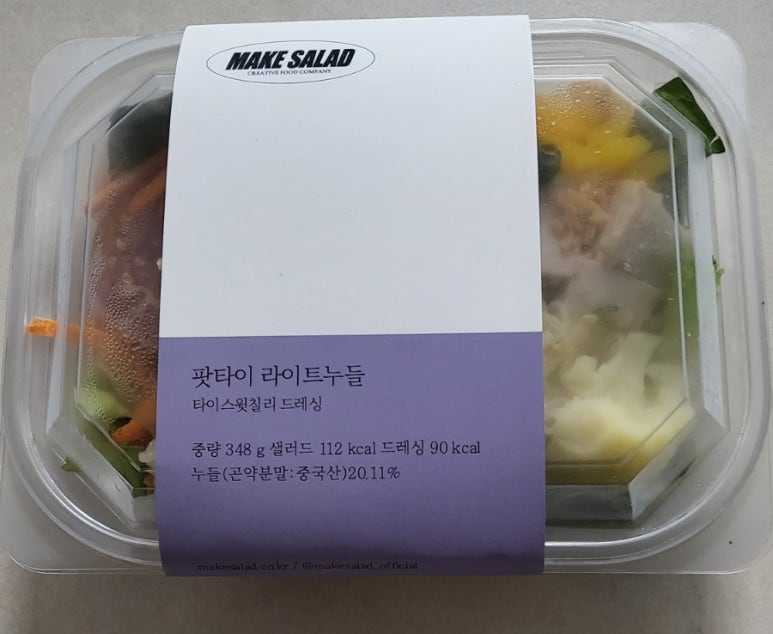 MAKE SALAD
CREATIVE FOOD COMPANY
팟타이 라이트누들
타이스윗칠리 드레싱
중량 348 g 샐러드 112 kcal 드레싱 90 kcal
누들(곤약분말:중국산)20.11%
makesalad.co.kr / @makesalad_official